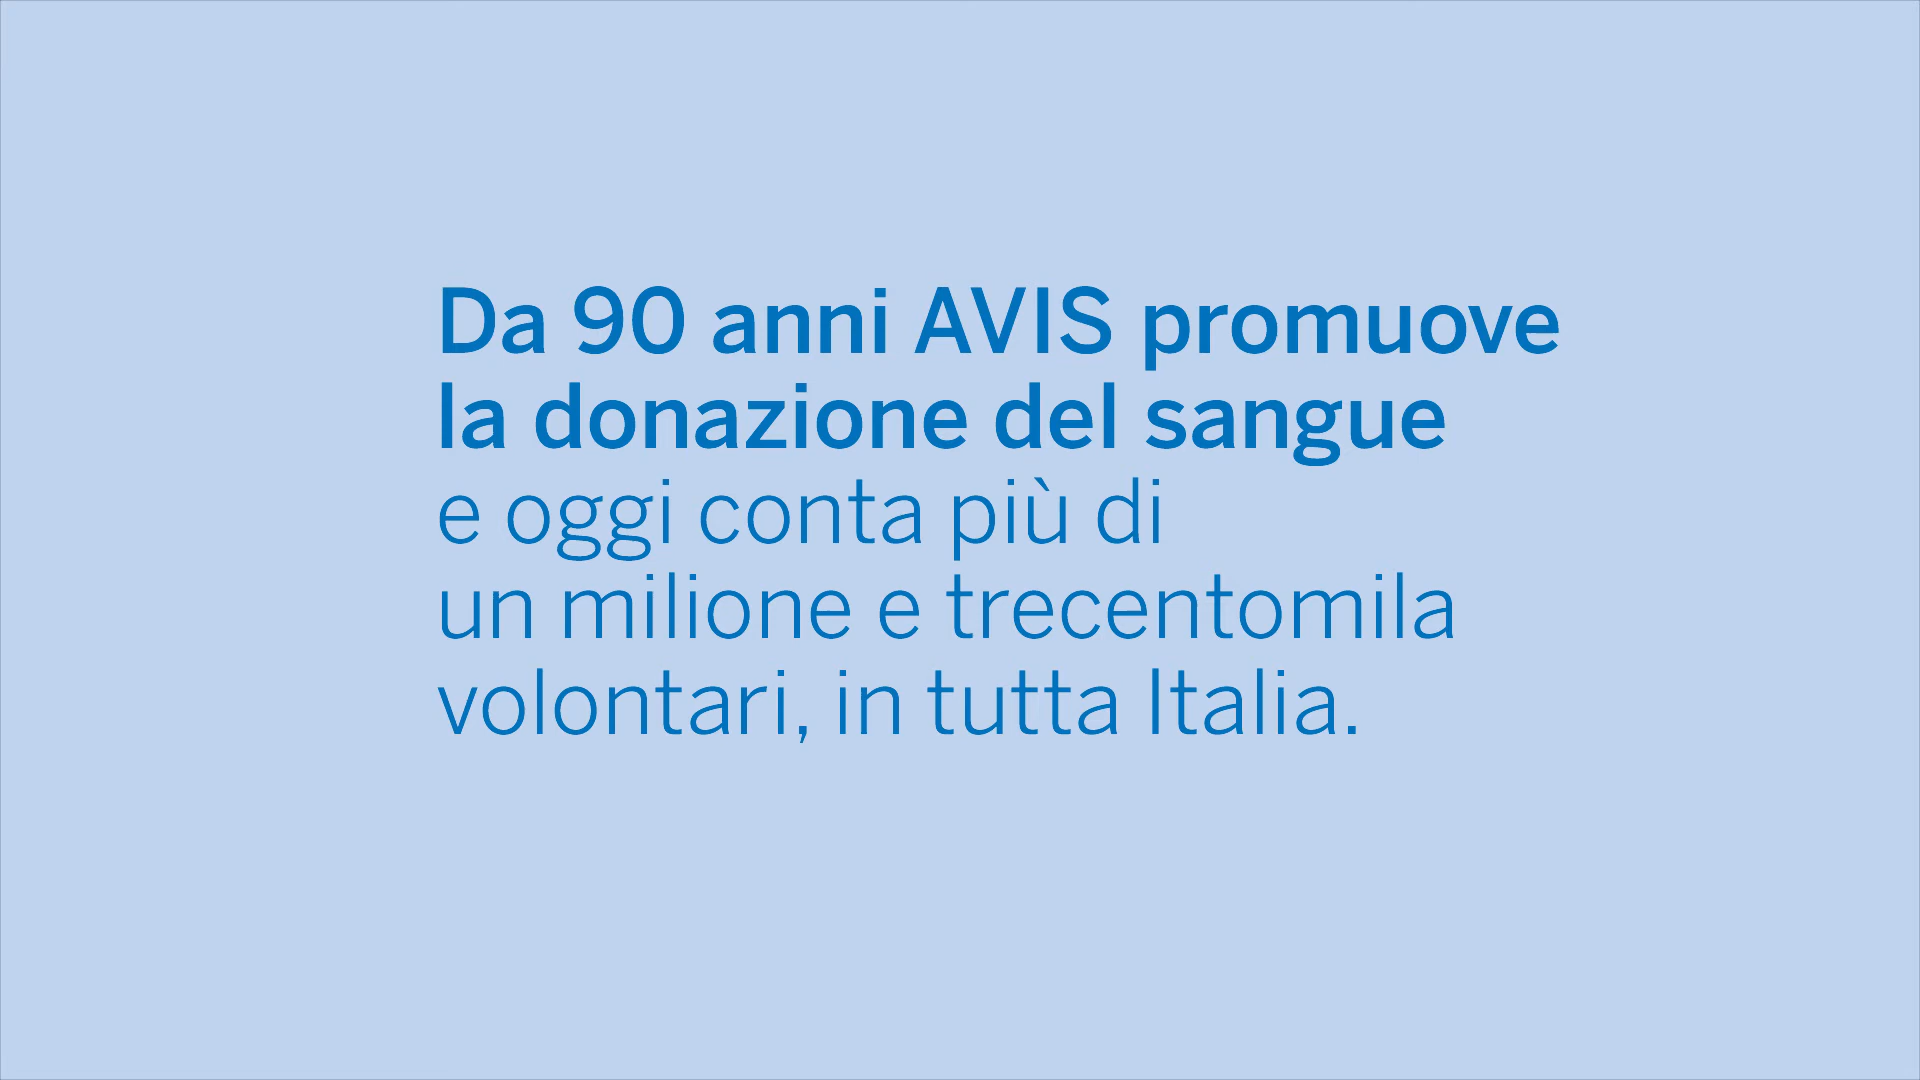 Da 90 anni AVIS promuove
la donazione del sangue
e oggi conta più di
un milione e trecentomila
volontari, in tutta Italia.